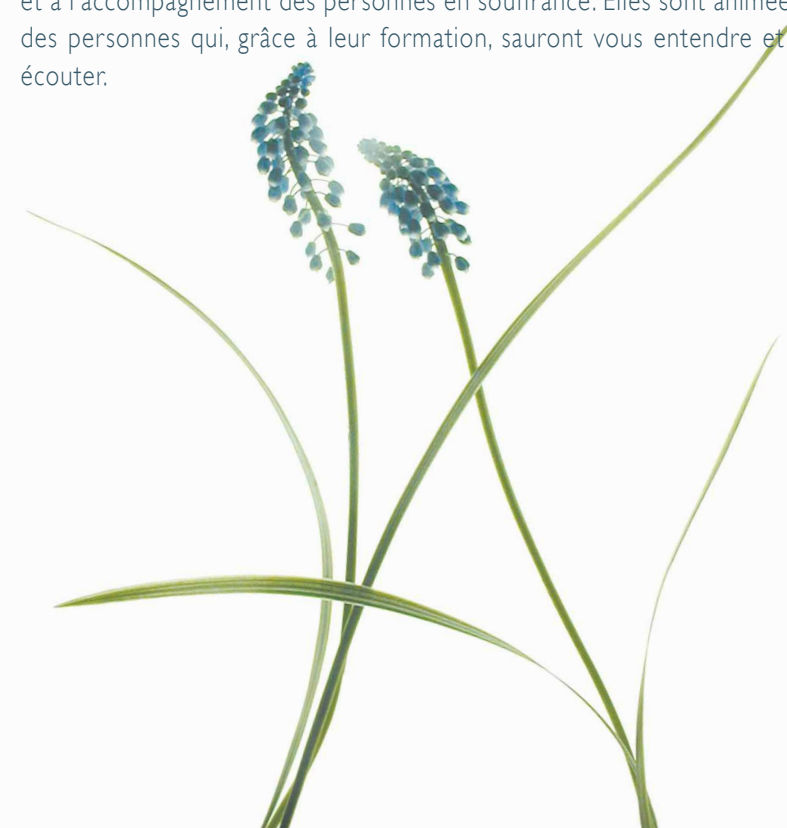 et à l'accompagnement des personnes en souffrance. Elles sont animée
des personnes qui, grâce à leur formation, sauront vous entendre et
écouter.